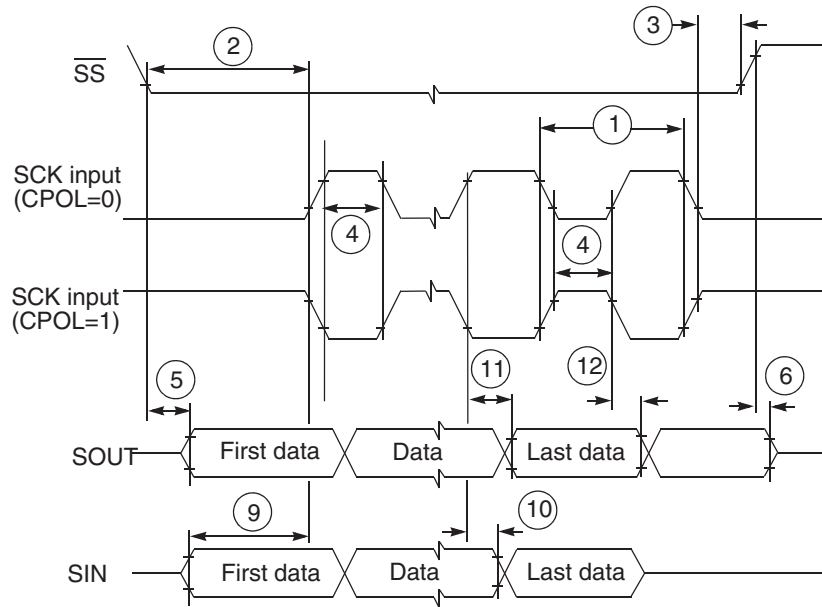 3
2
SS
1
SCK input
(CPOL=0)
4
4
SCK input
(CPOL=1)
5
11
12
6
SOUT
First data
Data
Last data
9
10
SIN
First data
Data
Last data